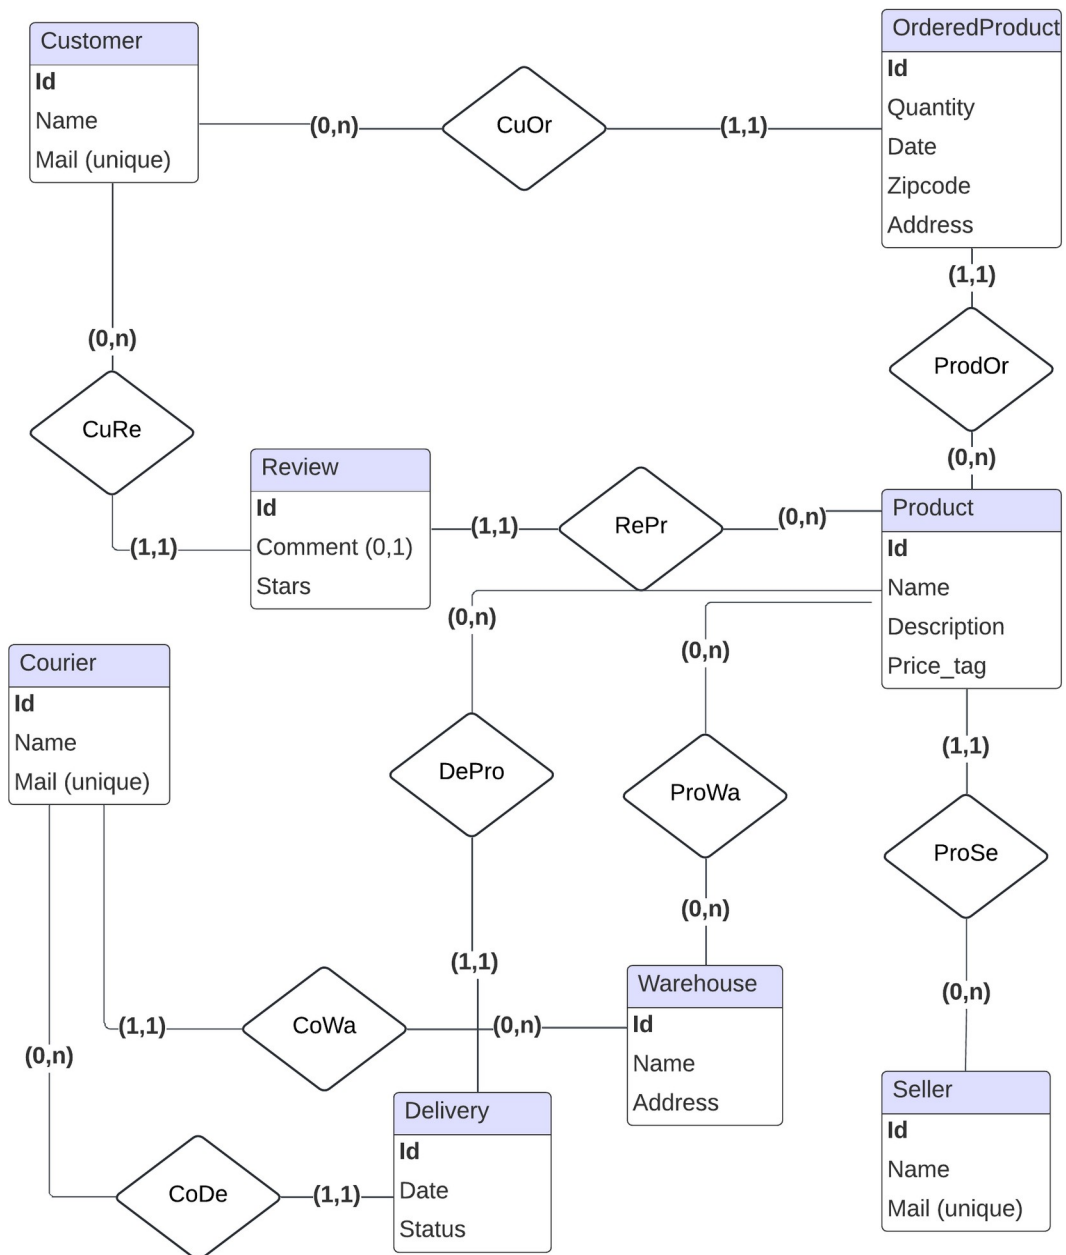 Customer
Id
Name
Mail (unique)
(0,n)
CuOr
(1,1)
OrderedProduct
Id
Quantity
Date
Zipcode
Address
(1,1)
ProdOr
(0,n)
(0,n)
CuRe
(1,1)
Review
Id
Comment (0,1)
Stars
(1,1)
RePr
(0,n)
Product
Id
Name
Description
Price_tag
(0,n)
(0,n)
Courier
Id
Name
Mail (unique)
DePro
ProWa
(1,1)
ProSe
(0,n)
(1,1)
(0,n)
(0,n)
(1,1)
CoWa
(0,n)
Warehouse
Id
Name
Address
Seller
Id
Name
Mail (unique)
CoDe
(1,1)
Delivery
Id
Date
Status